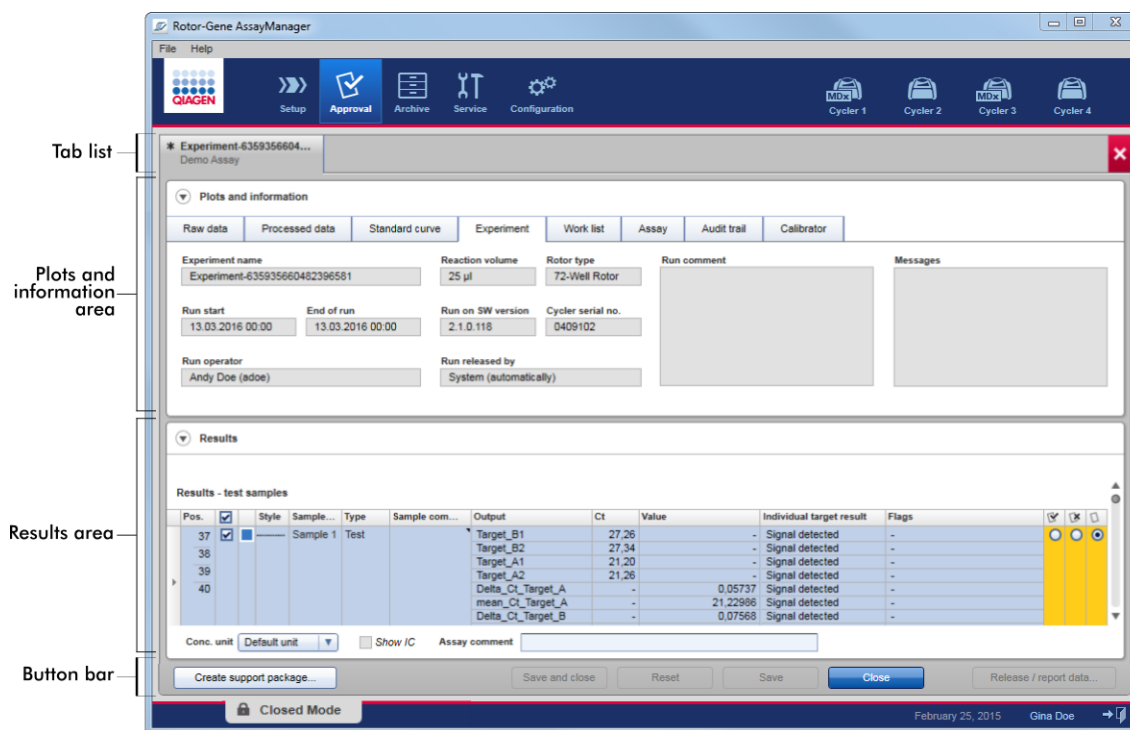 Rotor-Gene AssayManager
File Help
QIAGEN
Setup Approval Archive Service Configuration MDx Cycler 1 Cycler 2 MDx Cycler 3 Cycler 4
Tab list
* Experiment-6359356604...
Demo Assay
Plots and information area
Plots and information
Raw data Processed data Standard curve Experiment Work list Assay Audit trail Calibrator
Experiment name Reaction volume Rotor type Run comment Messages
Experiment-635935660482396581 25 µl 72-Well Rotor
Run start End of run Run on SW version Cycler serial no.
13.03.2016 00:00 13.03.2016 00:00 2.1.0.118 0409102
Run operator Run released by
Andy Doe (adoe) System (automatically)
Results area
Results
Results - test samples
Pos. Style Sample... Type Sample com... Output Ct Value Individual target result Flags
37 Sample 1 Test Target_B1 27,26 - Signal detected -
38 Target_B2 27,34 - Signal detected -
39 Target_A1 21,20 - Signal detected -
40 Target_A2 21,26 - Signal detected -
Delta_Ct_Target_A - 0,05737 Signal detected -
mean_Ct_Target_A - 21,22986 Signal detected -
Delta_Ct_Target_B - 0,07568 Signal detected -
Conc. unit Default unit Show IC Assay comment
Button bar
Create support package... Save and close Reset Save Close Release / report data...
Closed Mode
February 25, 2015 Gina Doe